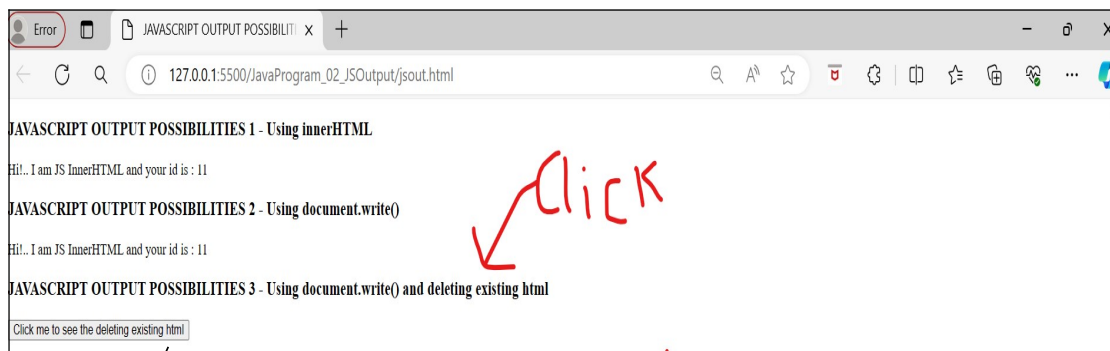 Error JAVASCRIPT OUTPUT POSSIBILITI
127.0.0.1:5500/JavaProgram_02_JSOutput/jsout.html
JAVASCRIPT OUTPUT POSSIBILITIES 1 - Using innerHTML
Hi!.. I am JS InnerHTML and your id is : 11
Click
JAVASCRIPT OUTPUT POSSIBILITIES 2 - Using document.write()
Hi!.. I am JS InnerHTML and your id is : 11
JAVASCRIPT OUTPUT POSSIBILITIES 3 - Using document.write() and deleting existing html
Click me to see the deleting existing html